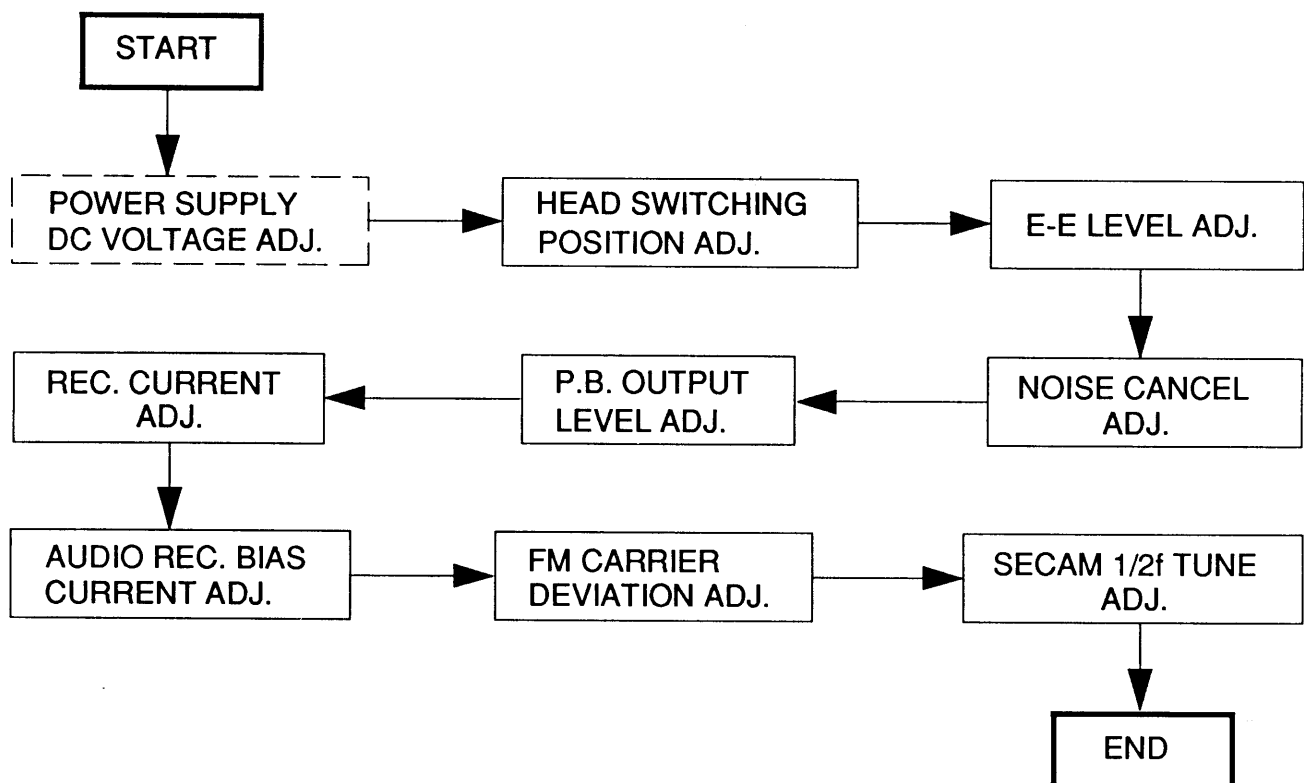 START
POWER SUPPLY
DC VOLTAGE ADJ.
HEAD SWITCHING
POSITION ADJ.
E-E LEVEL ADJ.
NOISE CANCEL
ADJ.
P.B. OUTPUT
LEVEL ADJ.
REC. CURRENT
ADJ.
AUDIO REC. BIAS
CURRENT ADJ.
FM CARRIER
DEVIATION ADJ.
SECAM 1/2f TUNE
ADJ.
END